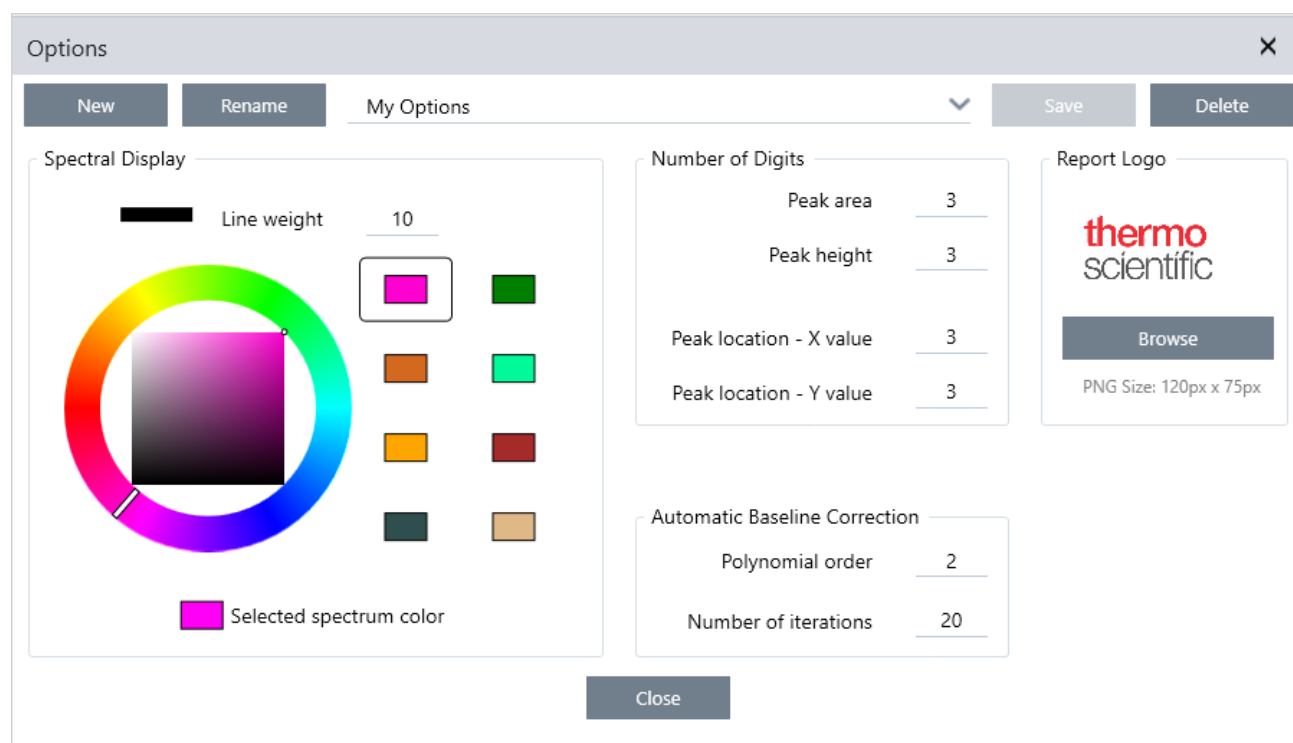 Options
New
Rename
My Options
Save
Delete
Spectral Display
Line weight
10
Selected spectrum color
Number of Digits
Peak area
3
Peak height
3
Peak location - X value
3
Peak location - Y value
3
Automatic Baseline Correction
Polynomial order
2
Number of iterations
20
Report Logo
thermo
scientific
Browse
PNG Size: 120px x 75px
Close